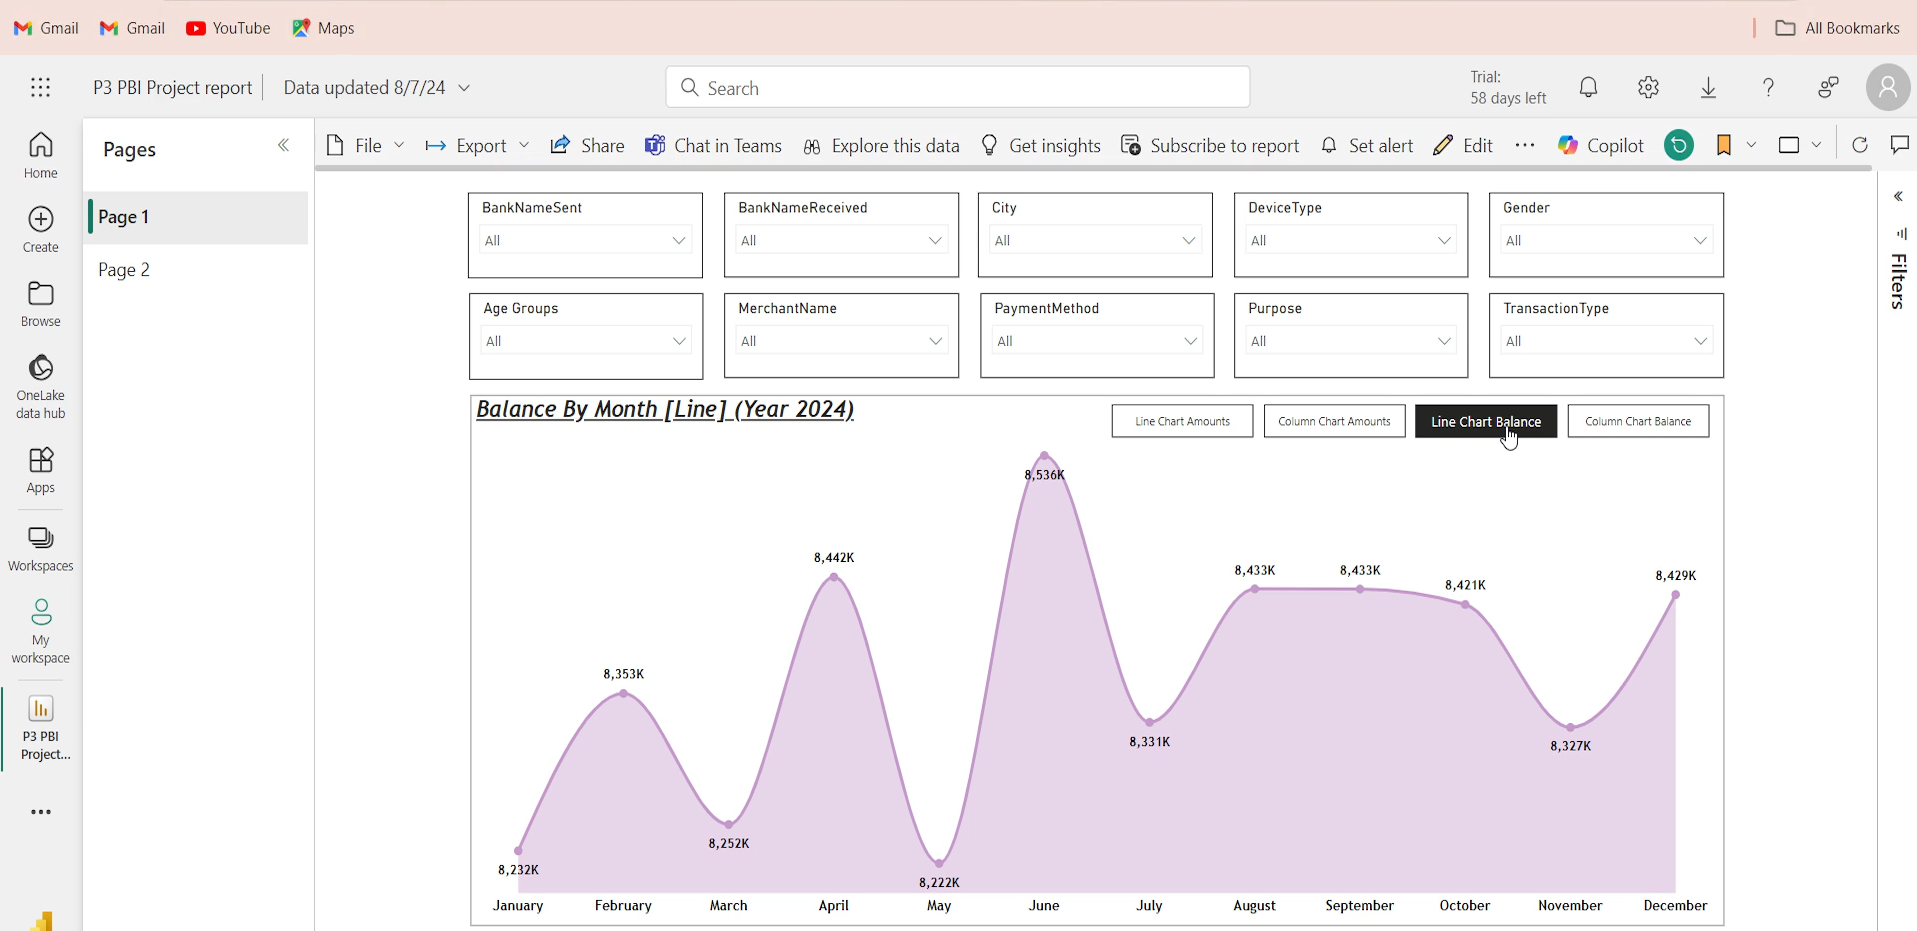 Gmail Gmail YouTube Maps All Bookmarks
P3 PBI Project report Data updated 8/7/24 Search Trial: 58 days left
Home
Create
Browse
OneLake data hub
Apps
Workspaces
My workspace
P3 PBI Project...
Pages
Page 1
Page 2
File Export Share Chat in Teams Explore this data Get insights Subscribe to report Set alert Edit Copilot
BankNameSent BankNameReceived City DeviceType Gender
All All All All All
Age Groups MerchantName PaymentMethod Purpose TransactionType
All All All All All
Filters
Balance By Month [Line] (Year 2024)
Line Chart Amounts Column Chart Amounts Line Chart Balance Column Chart Balance
8,232K 8,353K 8,252K 8,442K 8,222K 8,536K 8,331K 8,433K 8,433K 8,421K 8,327K 8,429K
January February March April May June July August September October November December